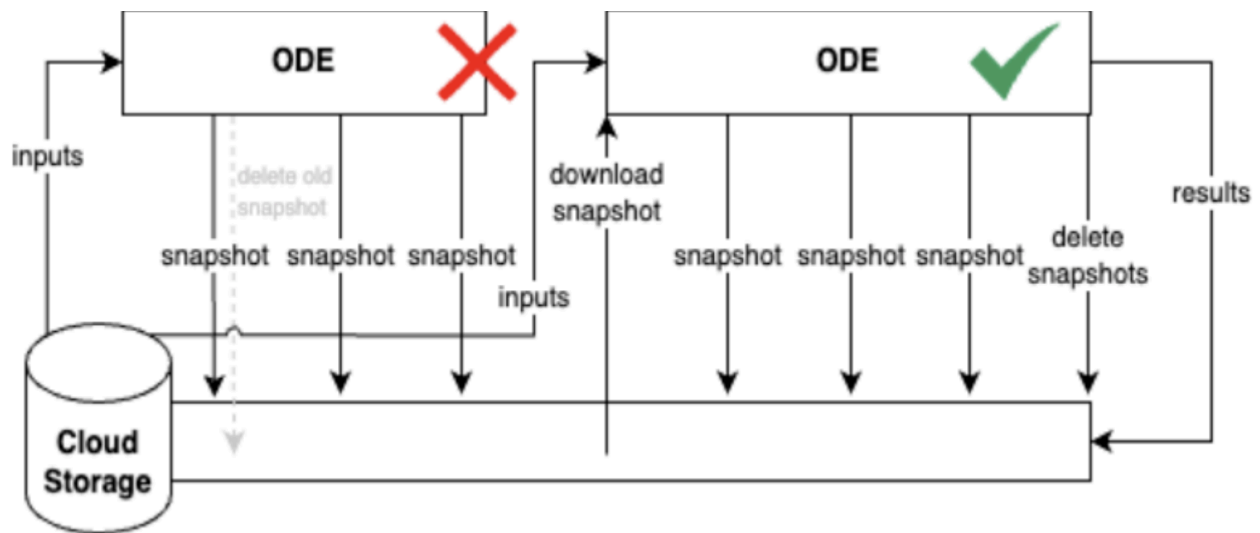 ODE
ODE
inputs
delete old
snapshot
download
snapshot
results
snapshot
snapshot
snapshot
inputs
snapshot
snapshot
snapshot
delete
snapshots
Cloud
Storage